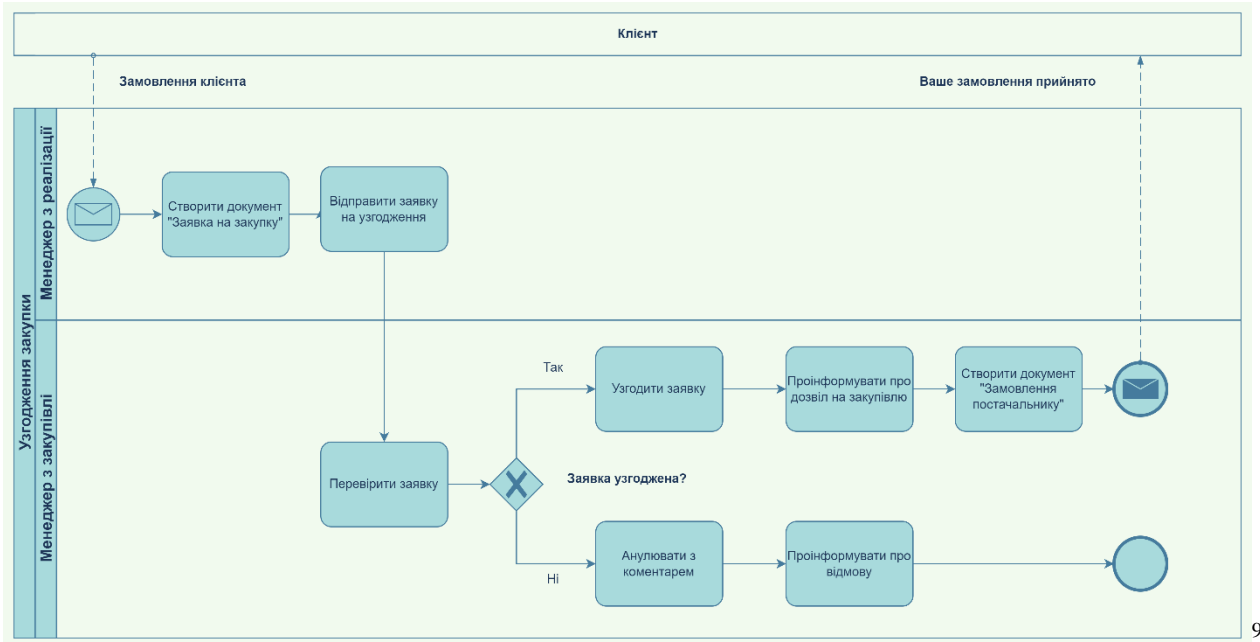 Клієнт
Замовлення клієнта
Ваше замовлення прийнято
Узгодження закупки
Менеджер з реалізації
Створити документ
"Заявка на закупку"
Відправити заявку
на узгодження
Менеджер з закупівлі
Перевірити заявку
Заявка узгоджена?
Так
Узгодити заявку
Проінформувати про
дозвіл на закупівлю
Створити документ
"Замовлення
постачальнику"
Ні
Анулювати з
коментарем
Проінформувати про
відмову
9